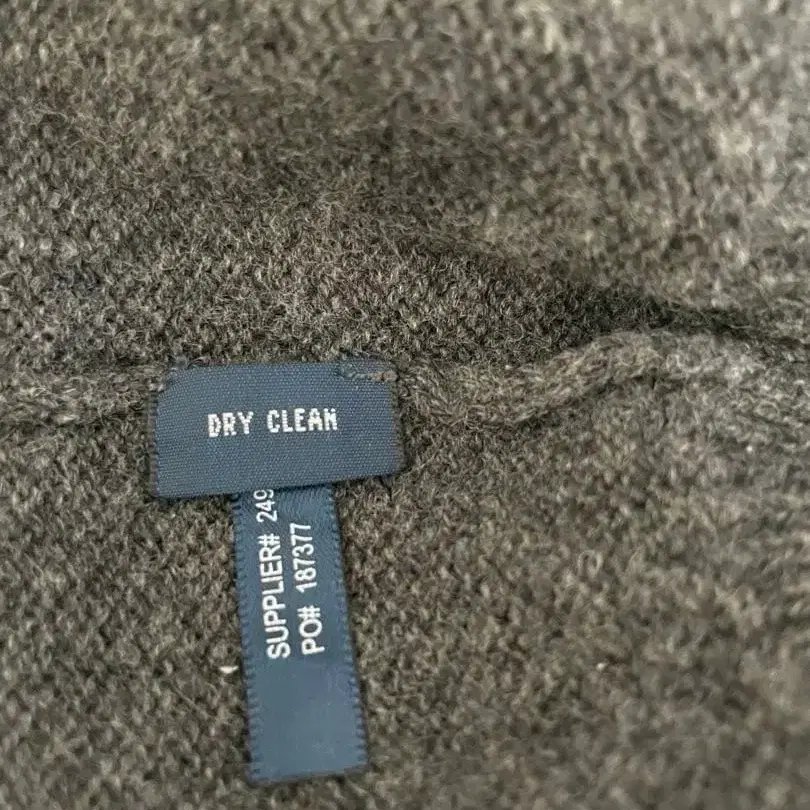 DRY CLEAN
SUPPLIER# 249
PO# 187377